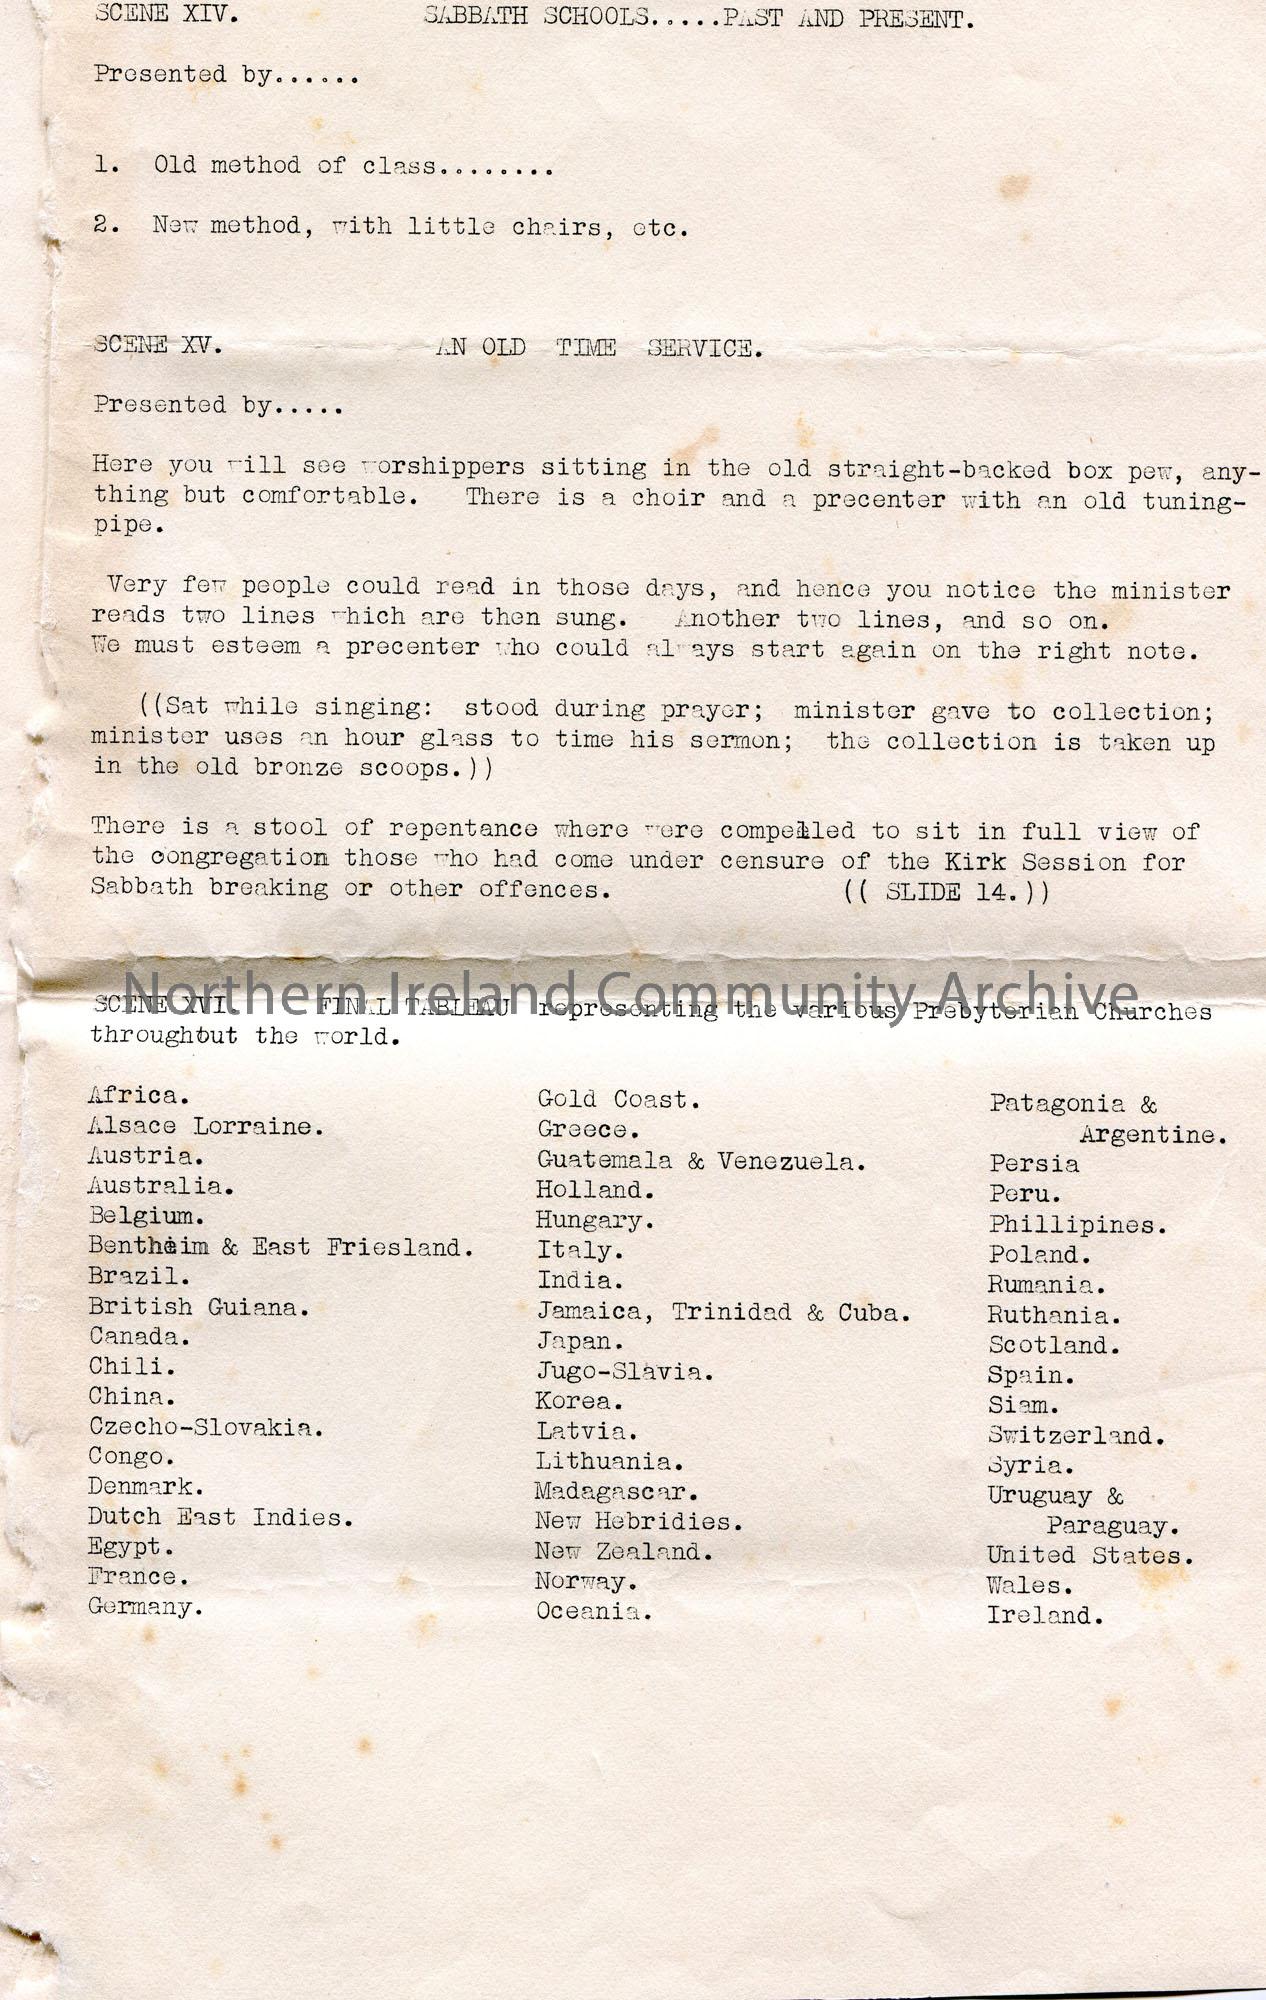 SCENE XIV. SABBATH SCHOOLS.....PAST AND PRESENT.
Presented by......
1. Old method of class........
2. New method, with little chairs, etc.
SCENE XV. AN OLD TIME SERVICE.
Presented by.....
Here you will see worshippers sitting in the old straight-backed box pew, any-
thing but comfortable. There is a choir and a precenter with an old tuning-
pipe.
Very few people could read in those days, and hence you notice the minister
reads two lines which are then sung. Another two lines, and so on.
We must esteem a precenter who could always start again on the right note.
((Sat while singing: stood during prayer; minister gave to collection;
minister uses an hour glass to time his sermon; the collection is taken up
in the old bronze scoops.))
There is a stool of repentance where were compelled to sit in full view of
the congregation those who had come under censure of the Kirk Session for
Sabbath breaking or other offences. (( SLIDE 14.))
Northern Ireland Community Archive
SCENE XVI. FINAL TABLEAU representing the various Prebyterian Churches
throughout the world.
Africa.
Alsace Lorraine.
Austria.
Australia.
Belgium.
Bentheim & East Friesland.
Brazil.
British Guiana.
Canada.
Chili.
China.
Czecho-Slovakia.
Congo.
Denmark.
Dutch East Indies.
Egypt.
France.
Germany.
Gold Coast.
Greece.
Guatemala & Venezuela.
Holland.
Hungary.
Italy.
India.
Jamaica, Trinidad & Cuba.
Japan.
Jugo-Slavia.
Korea.
Latvia.
Lithuania.
Madagascar.
New Hebridies.
New Zealand.
Norway.
Oceania.
Patagonia &
Argentine.
Persia
Peru.
Phillipines.
Poland.
Rumania.
Ruthania.
Scotland.
Spain.
Siam.
Switzerland.
Syria.
Uruguay &
Paraguay.
United States.
Wales.
Ireland.